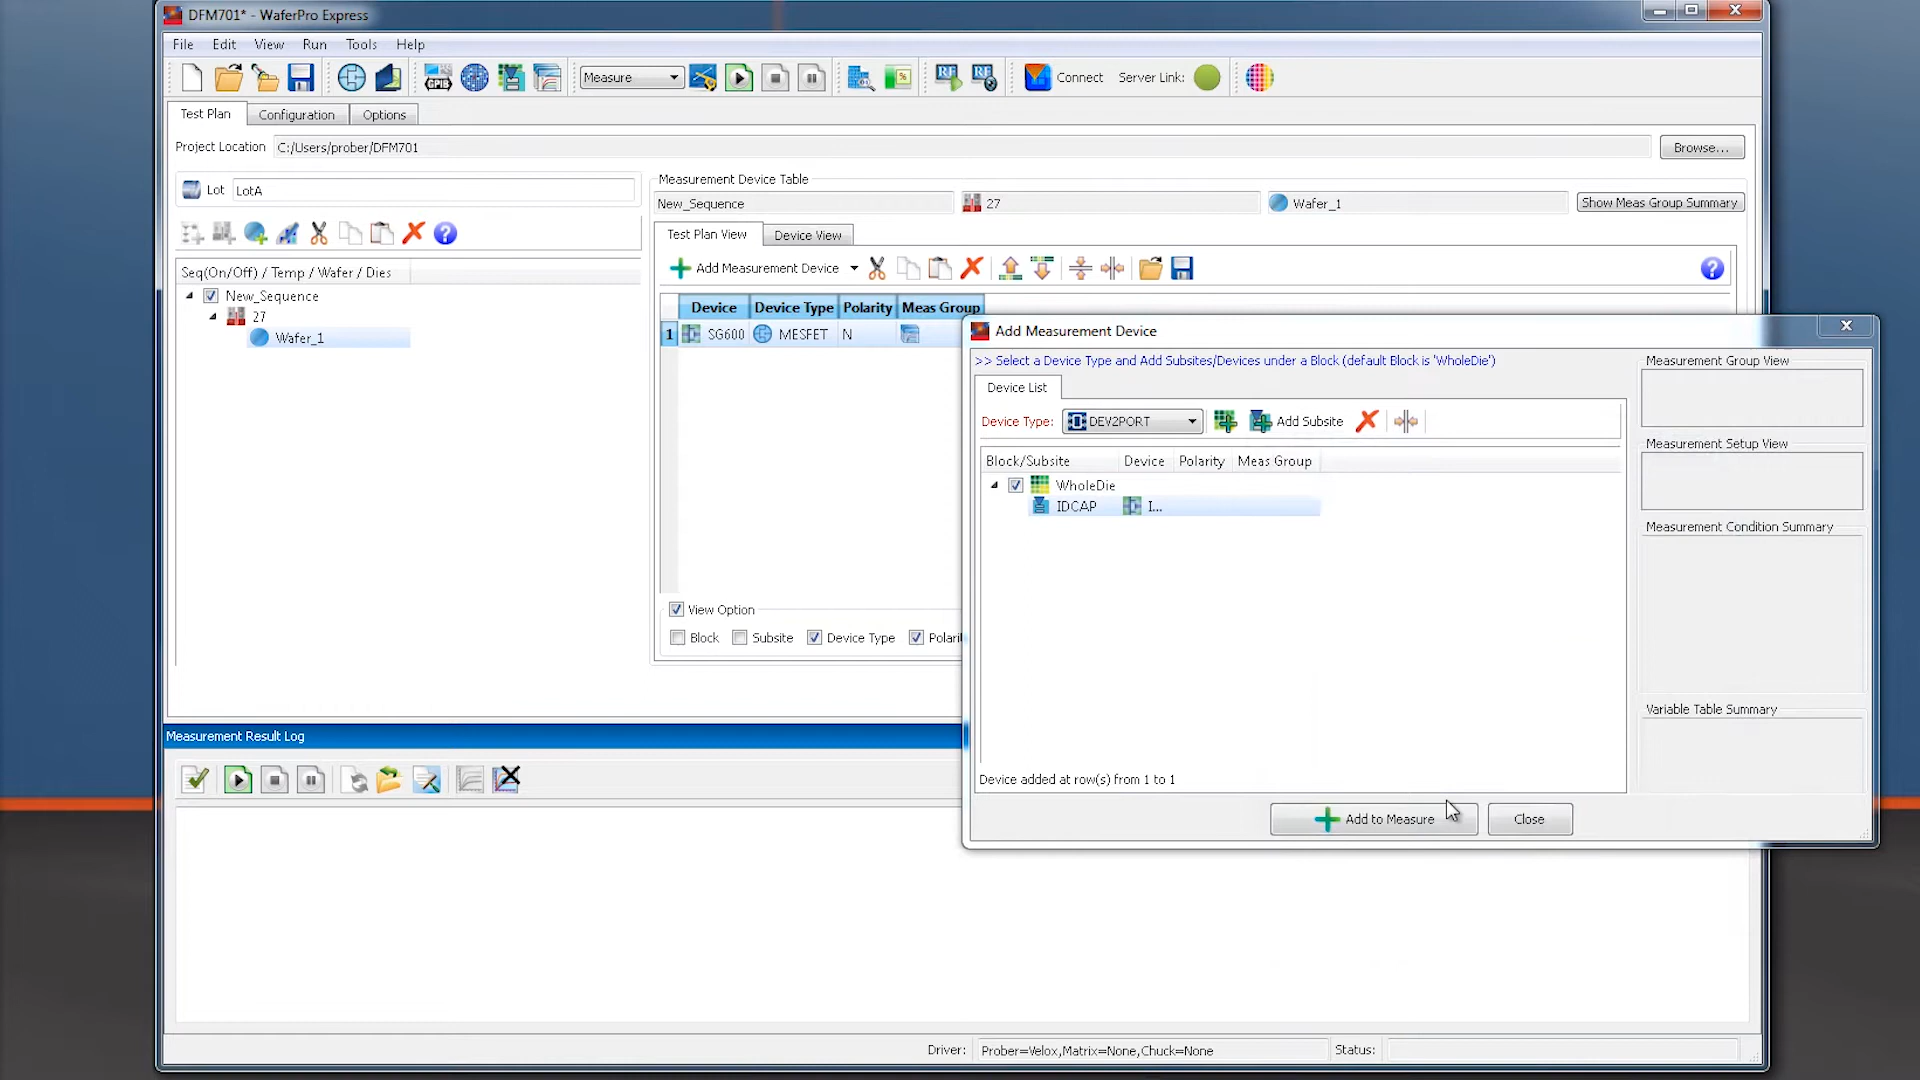 DFM701* - WaferPro Express
File Edit View Run Tools Help
Measure Connect Server Link:
Test Plan Configuration Options
Project Location C:/Users/prober/DFM701 Browse...
Lot LotA
Measurement Device Table
New_Sequence 27 Wafer_1 Show Meas Group Summary
Test Plan View Device View
Add Measurement Device
Seq(On/Off) / Temp / Wafer / Dies
New_Sequence
27
Wafer_1
Device Device Type Polarity Meas Group
1 SG600 MESFET N
View Option
Block Subsite Device Type Polari
Add Measurement Device
>> Select a Device Type and Add Subsites/Devices under a Block (default Block is 'WholeDie')
Device List
Device Type: DEV2PORT Add Subsite
Block/Subsite Device Polarity Meas Group
WholeDie
IDCAP I...
Device added at row(s) from 1 to 1
Add to Measure Close
Measurement Group View
Measurement Setup View
Measurement Condition Summary
Variable Table Summary
Measurement Result Log
Driver: Prober=Velox,Matrix=None,Chuck=None Status: